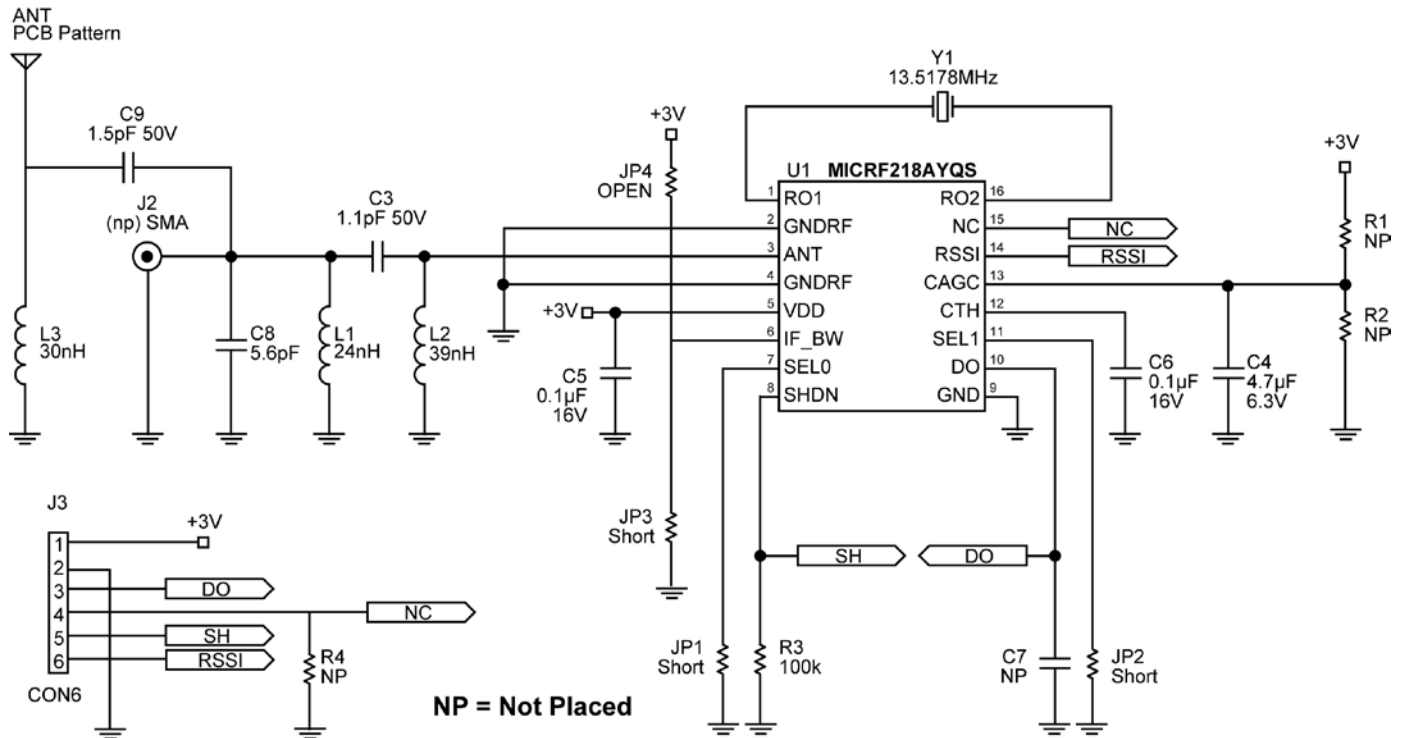 ANT
PCB Pattern
C9
1.5pF 50V
J2
(np) SMA
C3
1.1pF 50V
L3
30nH
C8
5.6pF
L1
24nH
L2
39nH
+3V
JP4
OPEN
Y1
13.5178MHz
U1 MICRF218AYQS
1 RO1
2 GNDRF
3 ANT
4 GNDRF
5 VDD
6 IF_BW
7 SEL0
8 SHDN
RO2 16
NC 15
RSSI 14
CAGC 13
CTH 12
SEL1 11
DO 10
GND 9
NC
RSSI
+3V
R1
NP
R2
NP
+3V
C5
0.1µF
16V
C6
0.1µF
16V
C4
4.7µF
6.3V
JP3
Short
SH
DO
JP1
Short
R3
100k
C7
NP
JP2
Short
J3
+3V
1
2
3
4
5
6
DO
NC
SH
RSSI
R4
NP
CON6
NP = Not Placed